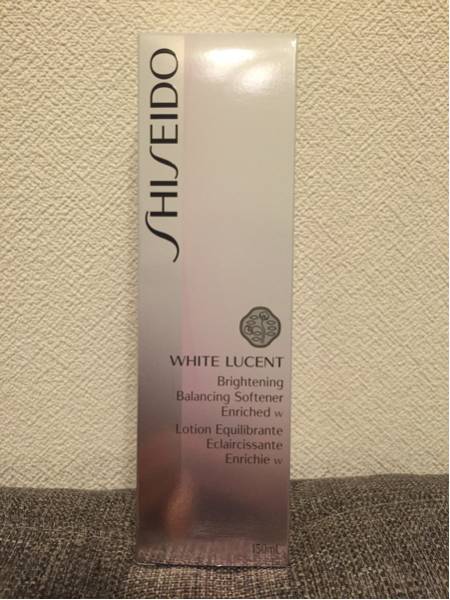 SHISEIDO
WHITE LUCENT
Brightening
Balancing Softener
Enriched W
Lotion Equilibrante
Eclaircissante
Enrichie W
150mL